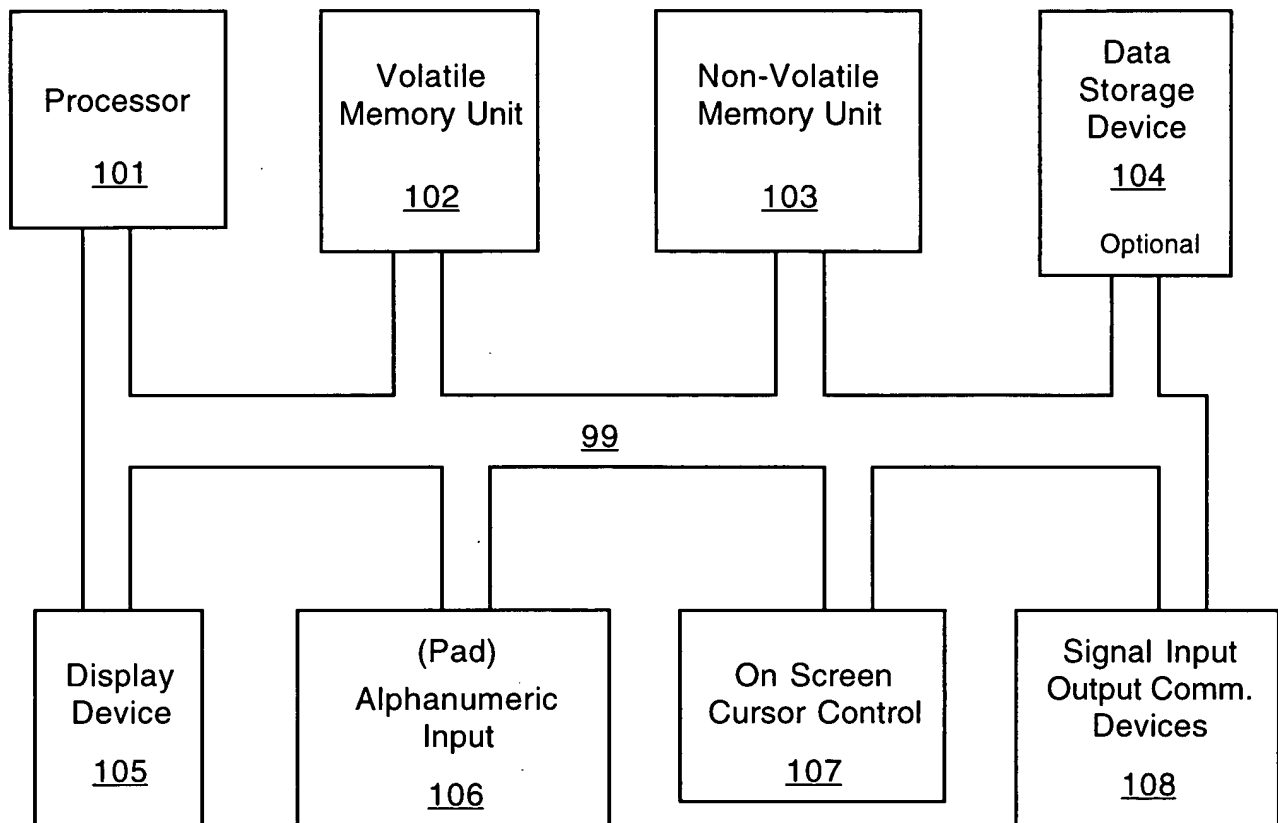 Processor
101
Volatile
Memory Unit
102
Non-Volatile
Memory Unit
103
Data
Storage
Device
104
Optional
99
Display
Device
105
(Pad)
Alphanumeric
Input
106
On Screen
Cursor Control
107
Signal Input
Output Comm.
Devices
108